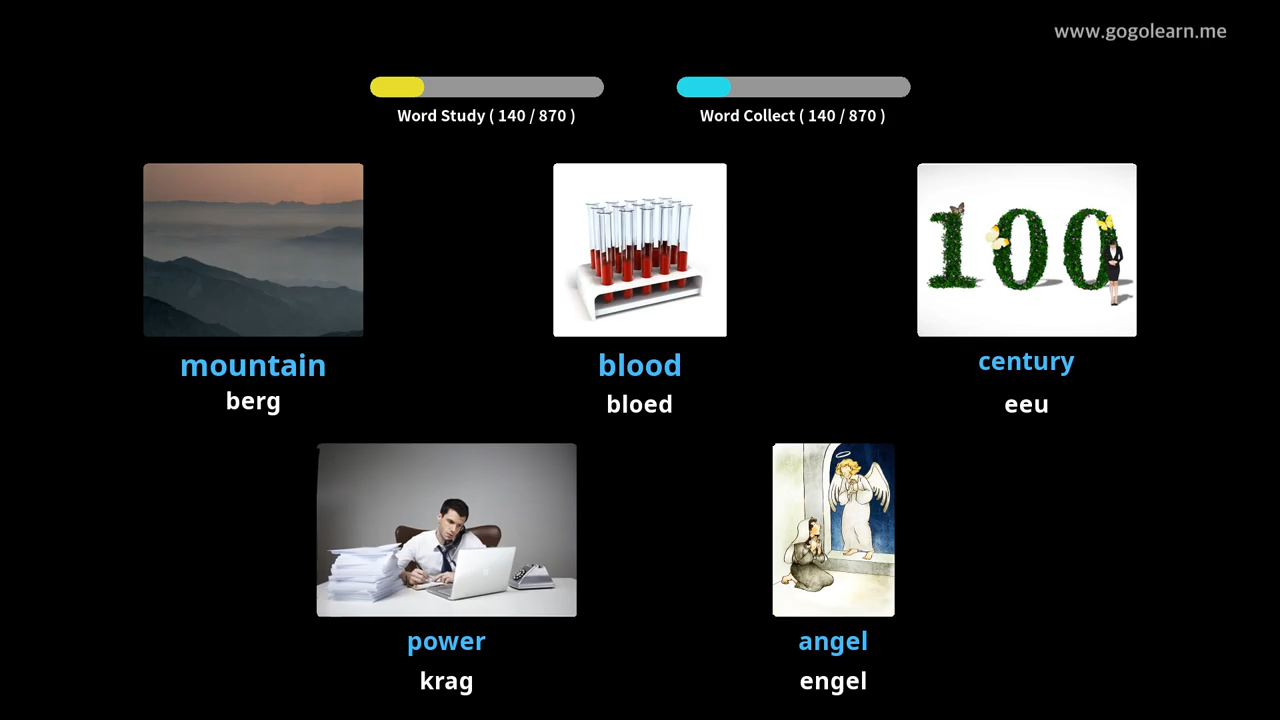 www.gogolearn.me
Word Study ( 140 / 870 )
Word Collect ( 140 / 870 )
100
mountain
berg
blood
bloed
century
eeu
power
krag
angel
engel